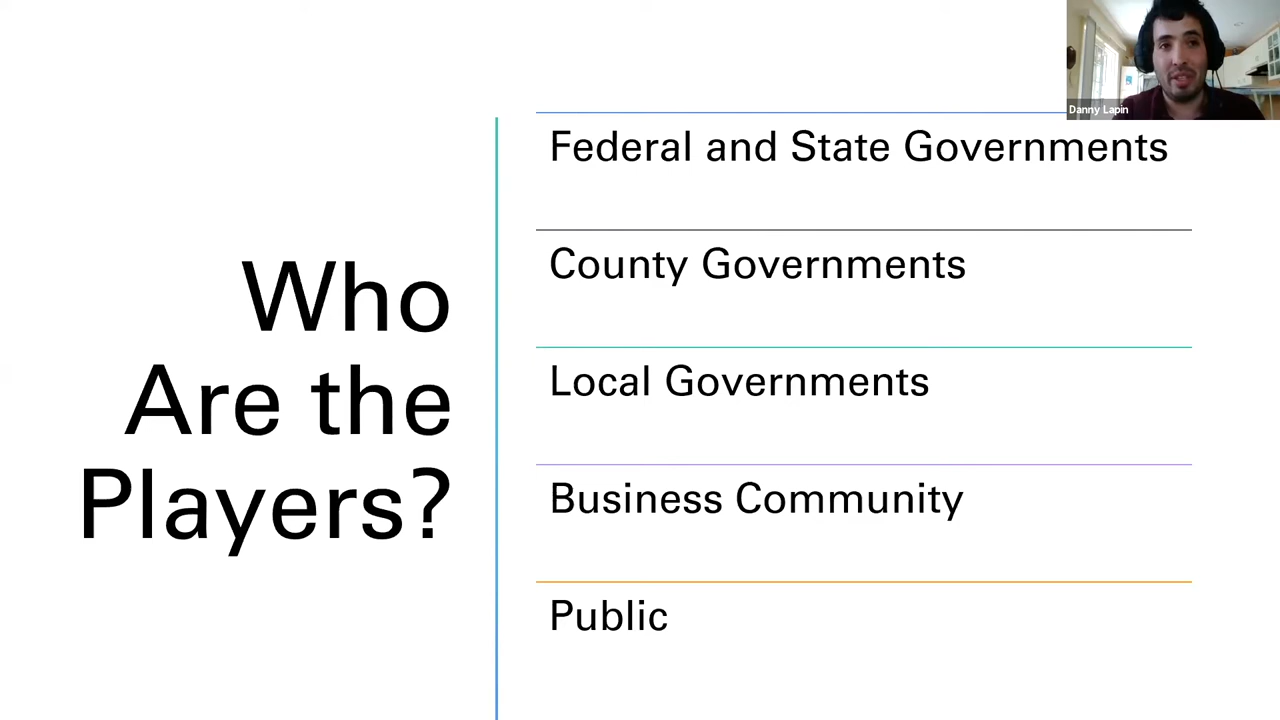 Who
Are the
Players?
Federal and State Governments
County Governments
Local Governments
Business Community
Public
Danny Lapin